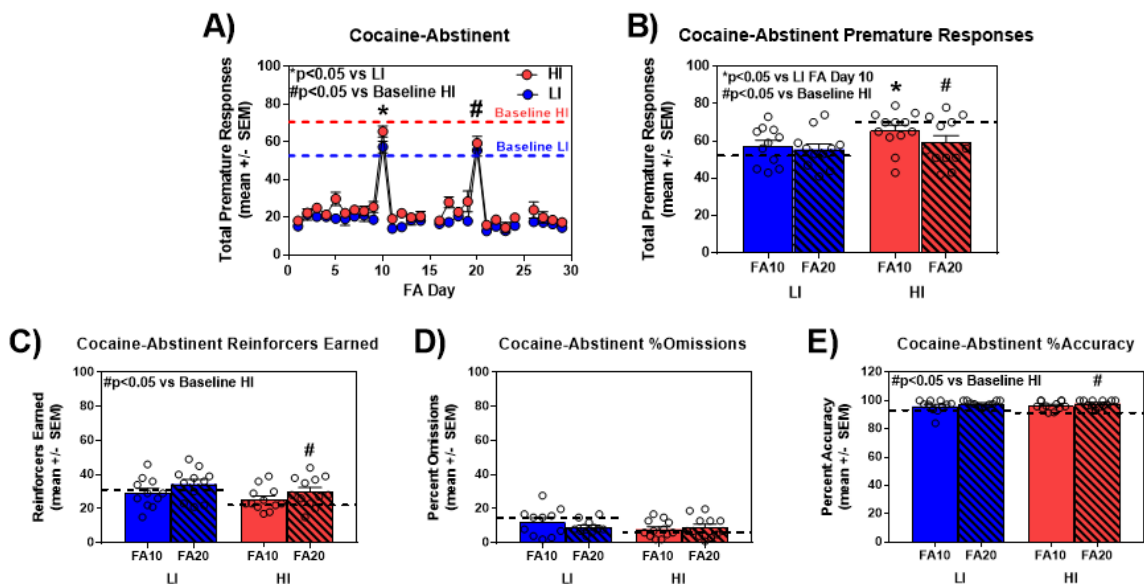 A)
Cocaine-Abstinent
*p<0.05 vs LI
#p<0.05 vs Baseline HI
HI
LI
Baseline HI
Baseline LI
*
#
Total Premature Responses
(mean +/- SEM)
100
80
60
40
20
0
0
5
10
15
20
25
30
FA Day
B)
Cocaine-Abstinent Premature Responses
*p<0.05 vs LI FA Day 10
#p<0.05 vs Baseline HI
*
#
Total Premature Responses
(mean +/- SEM)
100
80
60
40
20
0
FA10
FA20
FA10
FA20
LI
HI
C)
Cocaine-Abstinent Reinforcers Earned
#p<0.05 vs Baseline HI
#
Reinforcers Earned
(mean +/- SEM)
100
80
60
40
20
0
FA10
FA20
FA10
FA20
LI
HI
D)
Cocaine-Abstinent %Omissions
Percent Omissions
(mean +/- SEM)
100
80
60
40
20
0
FA10
FA20
FA10
FA20
LI
HI
E)
Cocaine-Abstinent %Accuracy
#p<0.05 vs Baseline HI
#
Percent Accuracy
(mean +/- SEM)
120
100
80
60
40
20
0
FA10
FA20
FA10
FA20
LI
HI